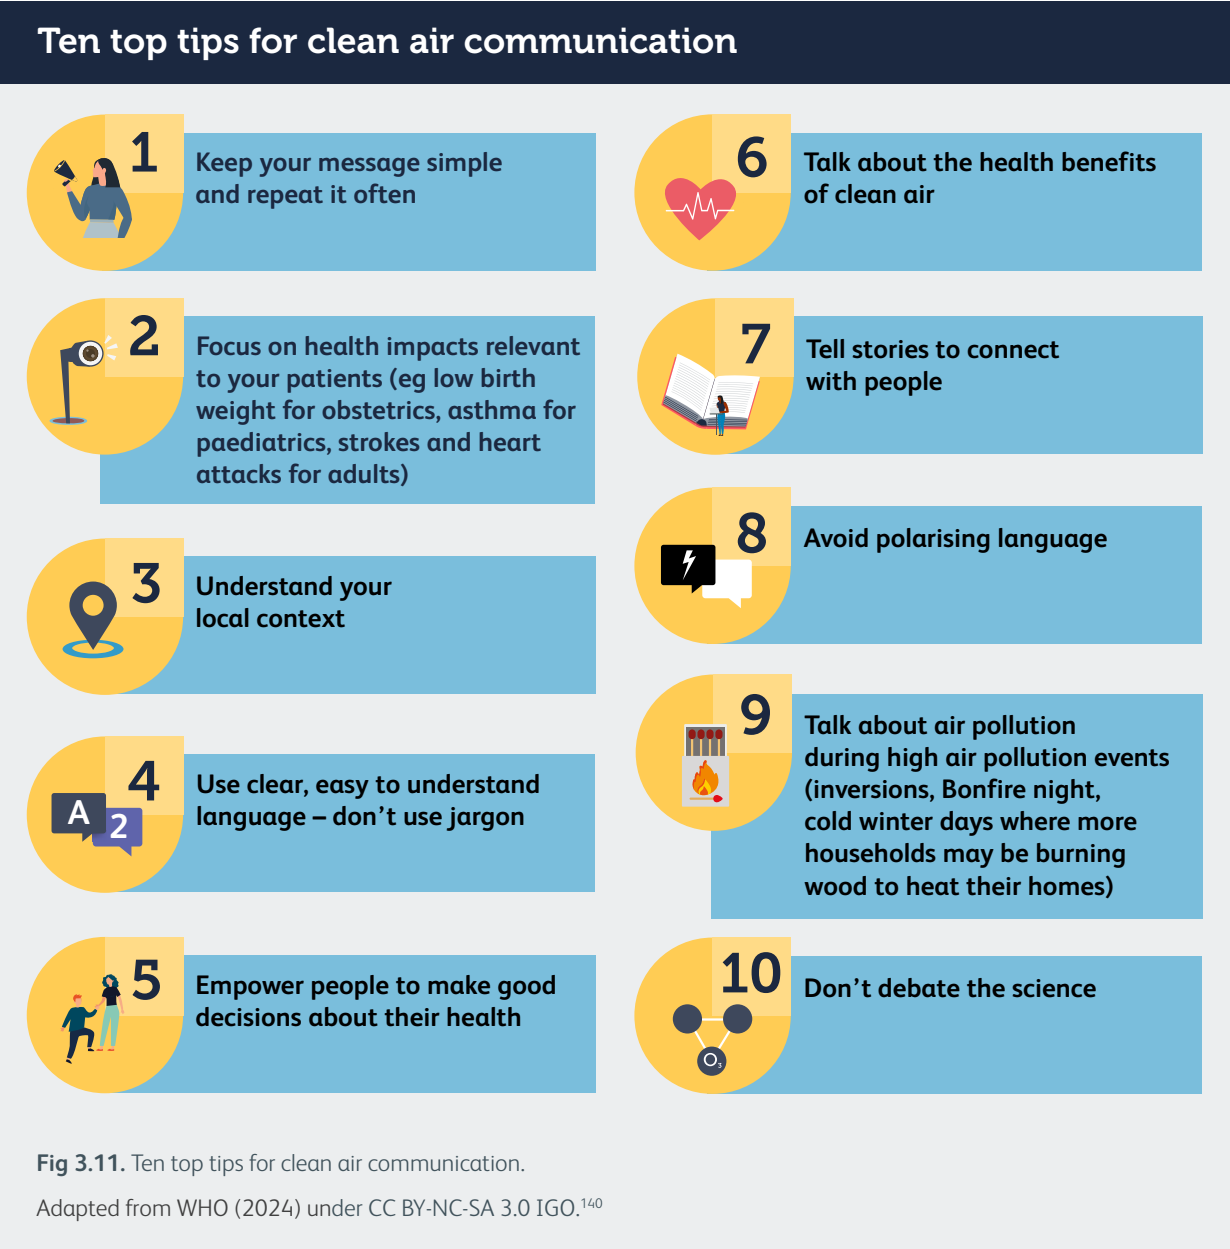 Ten top tips for clean air communication
1
Keep your message simple
and repeat it often
2
Focus on health impacts relevant
to your patients (eg low birth
weight for obstetrics, asthma for
paediatrics, strokes and heart
attacks for adults)
3
Understand your
local context
4
A
2
Use clear, easy to understand
language – don’t use jargon
5
Empower people to make good
decisions about their health
6
Talk about the health benefits
of clean air
7
Tell stories to connect
with people
8
Avoid polarising language
9
Talk about air pollution
during high air pollution events
(inversions, Bonfire night,
cold winter days where more
households may be burning
wood to heat their homes)
10
O₃
Don’t debate the science
Fig 3.11. Ten top tips for clean air communication.
Adapted from WHO (2024) under CC BY-NC-SA 3.0 IGO.¹⁴⁰